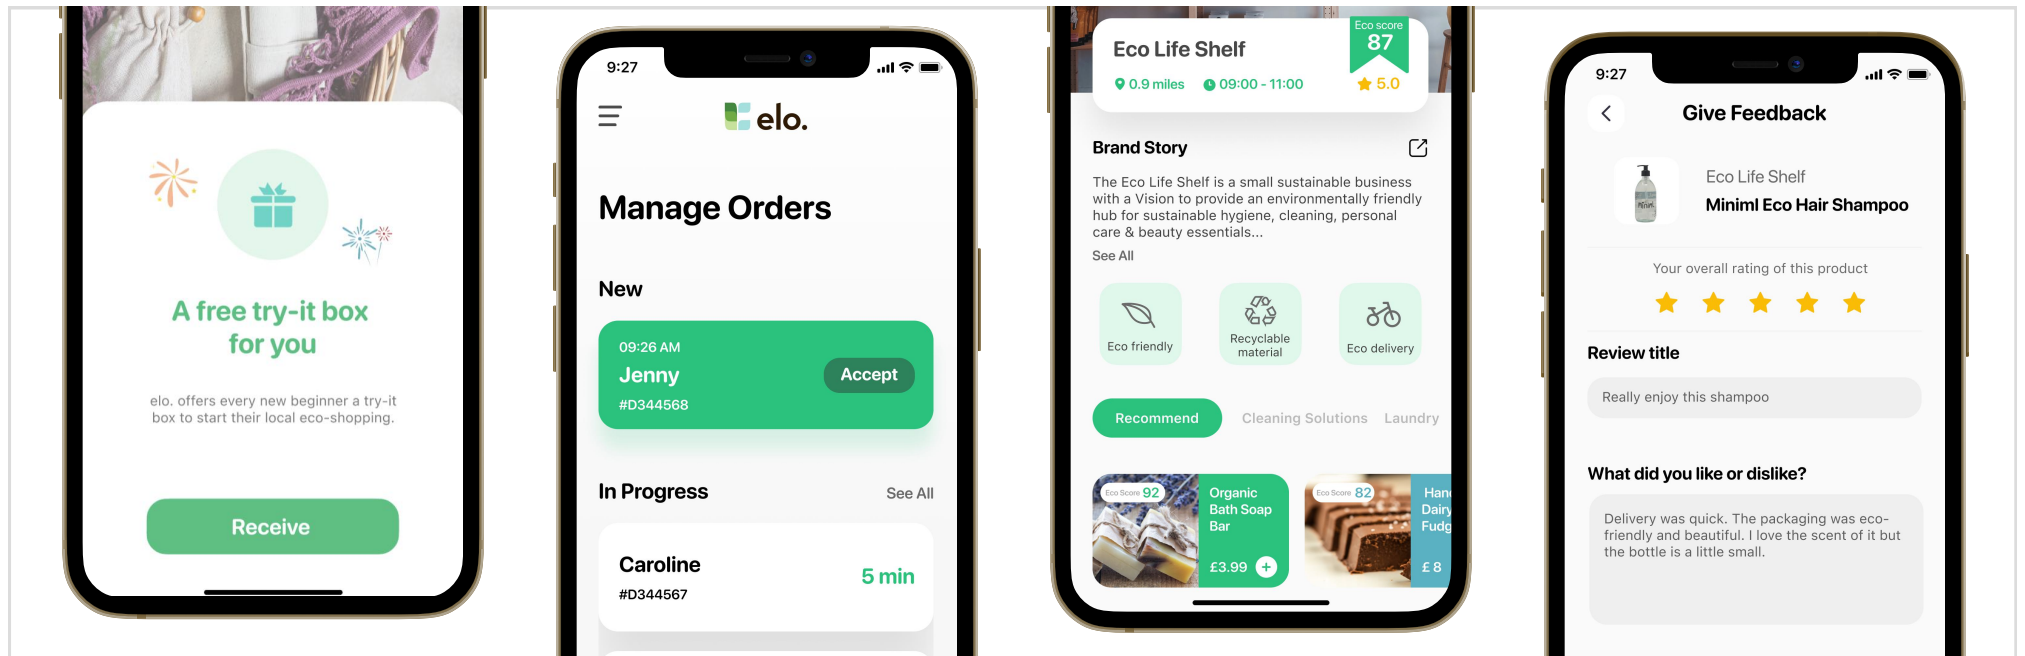 A free try-it box
for you
elo. offers every new beginner a try-it
box to start their local eco-shopping.
Receive
9:27
elo.
Manage Orders
New
09:26 AM
Jenny
#D344568
Accept
In Progress
See All
Caroline
#D344567
5 min
Eco Life Shelf
Eco score
87
0.9 miles
09:00 - 11:00
5.0
Brand Story
The Eco Life Shelf is a small sustainable business
with a Vision to provide an environmentally friendly
hub for sustainable hygiene, cleaning, personal
care & beauty essentials...
See All
Eco friendly
Recyclable
material
Eco delivery
Recommend
Cleaning Solutions
Laundry
Eco Score 92
Organic
Bath Soap
Bar
£3.99
Eco Score 82
Dairy
£ 8
9:27
Give Feedback
Eco Life Shelf
Miniml Eco Hair Shampoo
Your overall rating of this product
Review title
Really enjoy this shampoo
What did you like or dislike?
Delivery was quick. The packaging was eco-
friendly and beautiful. I love the scent of it but
the bottle is a little small.